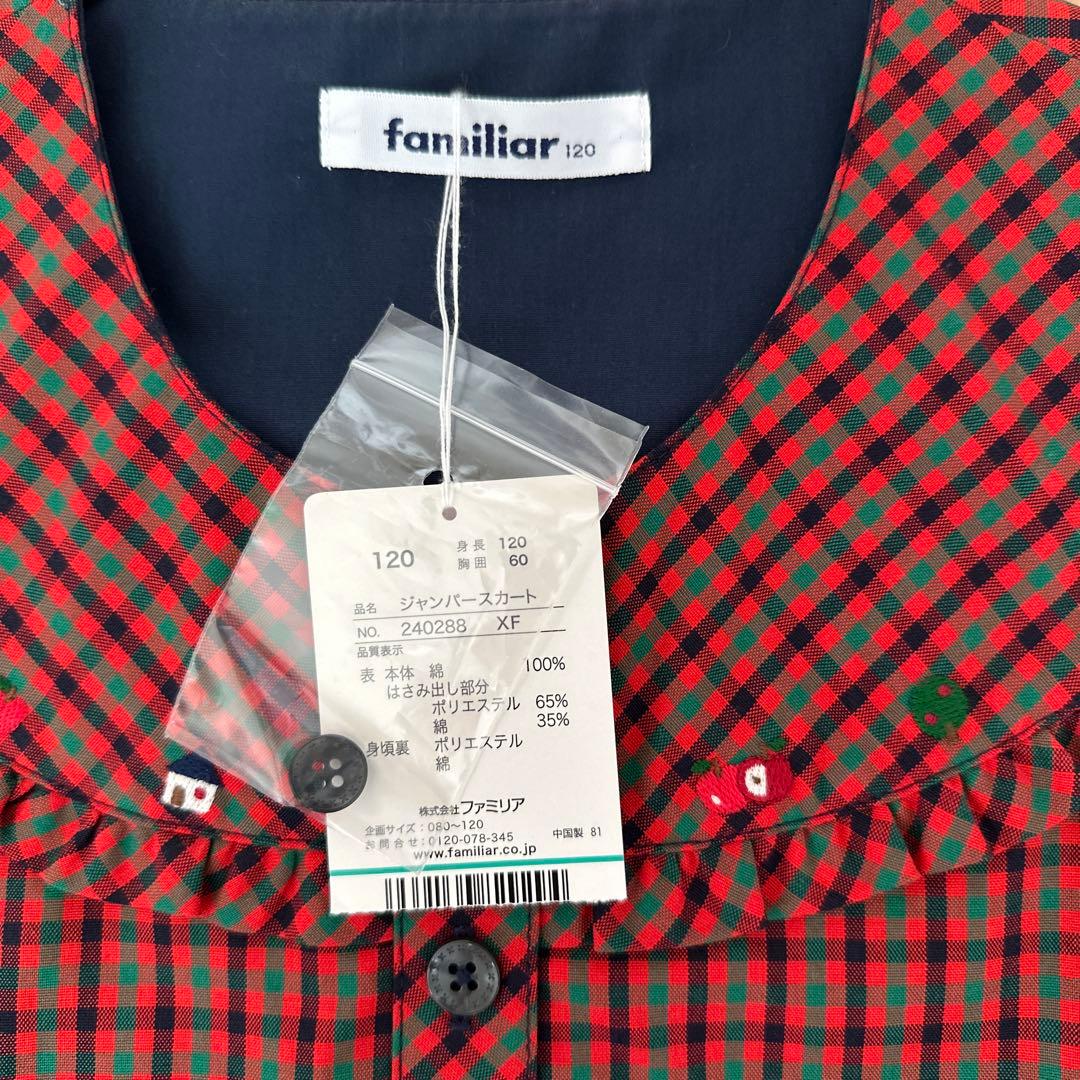 familiar 120
120 身長 120
胸囲 60
品名 ジャンパースカート
NO. 240288 XF
品質表示
表 本体 綿 100%
はさみ出し部分
ポリエステル 65%
綿 35%
身頃裏 ポリエステル
綿
株式会社ファミリア
企画サイズ:080~120
お問合せ:0120-078-345 中国製 81
www.familiar.co.jp